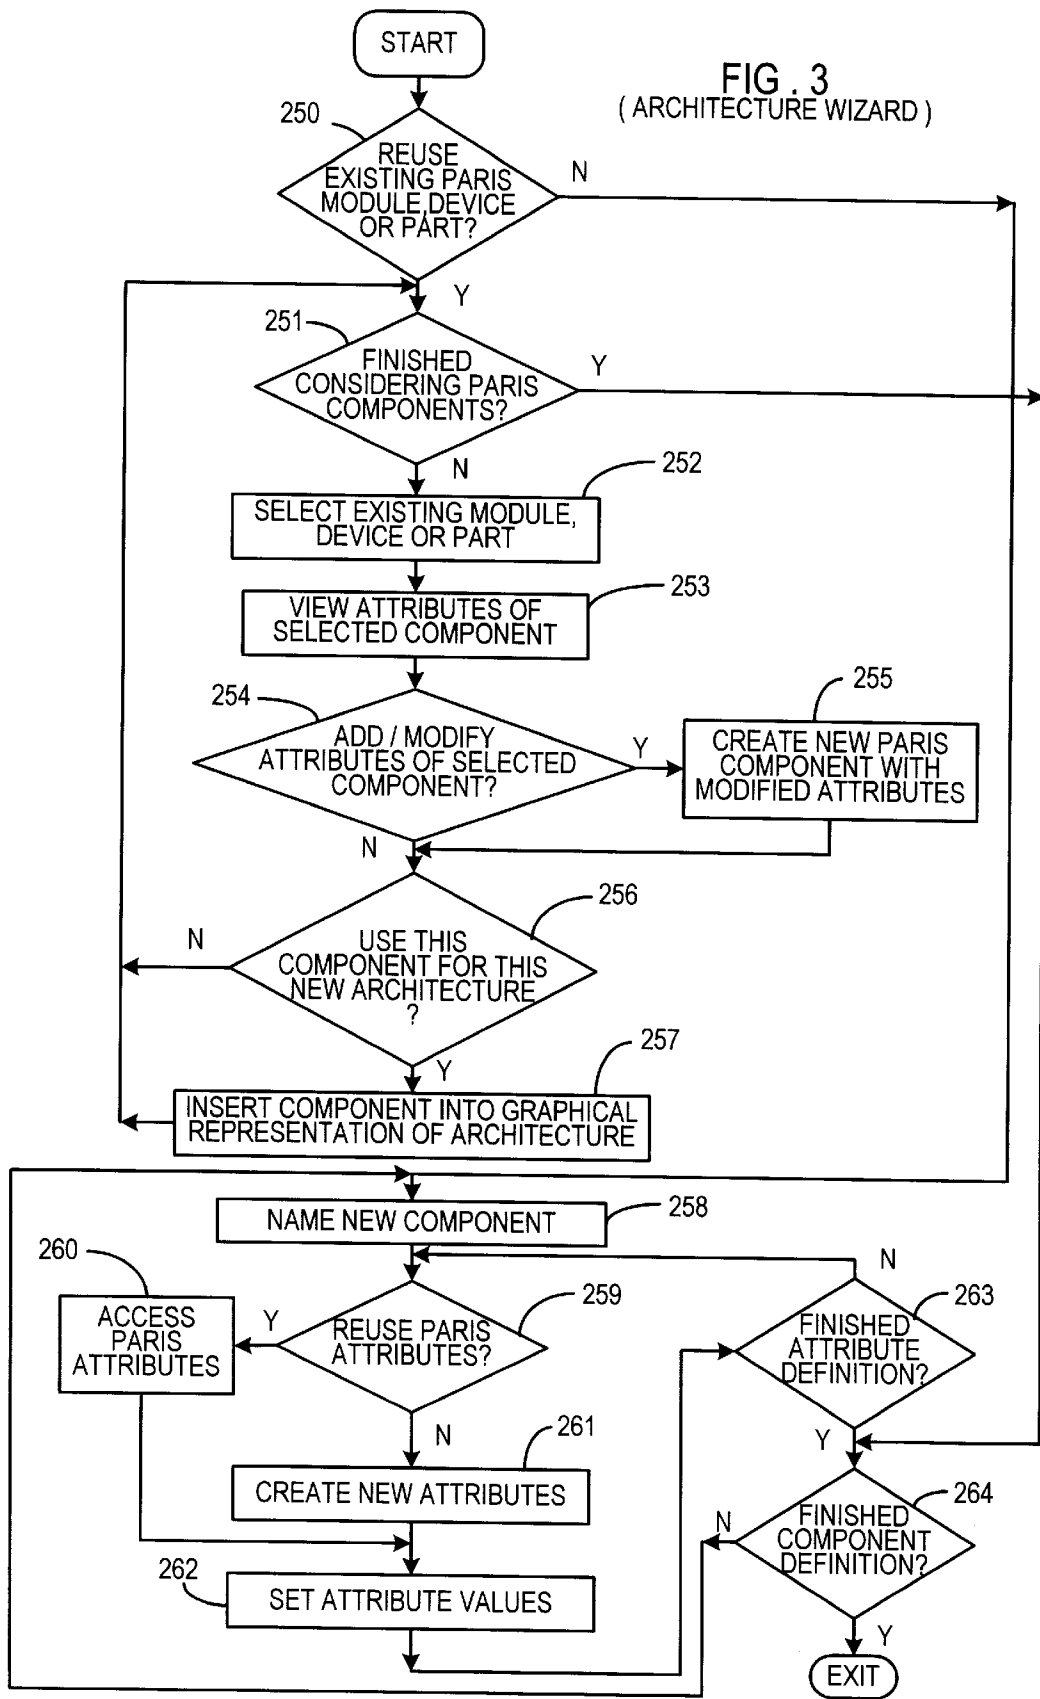 START
FIG . 3
( ARCHITECTURE WIZARD )
250
REUSE
EXISTING PARIS
MODULE,DEVICE
OR PART?
N
Y
251
FINISHED
CONSIDERING PARIS
COMPONENTS?
Y
N
252
SELECT EXISTING MODULE,
DEVICE OR PART
253
VIEW ATTRIBUTES OF
SELECTED COMPONENT
254
ADD / MODIFY
ATTRIBUTES OF SELECTED
COMPONENT?
Y
255
CREATE NEW PARIS
COMPONENT WITH
MODIFIED ATTRIBUTES
N
256
N
USE THIS
COMPONENT FOR THIS
NEW ARCHITECTURE
?
Y
257
INSERT COMPONENT INTO GRAPHICAL
REPRESENTATION OF ARCHITECTURE
NAME NEW COMPONENT
258
260
ACCESS
PARIS
ATTRIBUTES
Y
REUSE PARIS
ATTRIBUTES?
259
N
N
263
FINISHED
ATTRIBUTE
DEFINITION?
Y
261
CREATE NEW ATTRIBUTES
264
N
FINISHED
COMPONENT
DEFINITION?
262
SET ATTRIBUTE VALUES
Y
EXIT